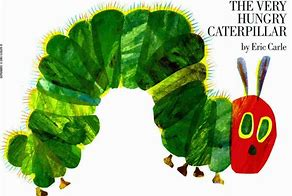 THE VERY
HUNGRY
CATERPILLAR
by Eric Carle